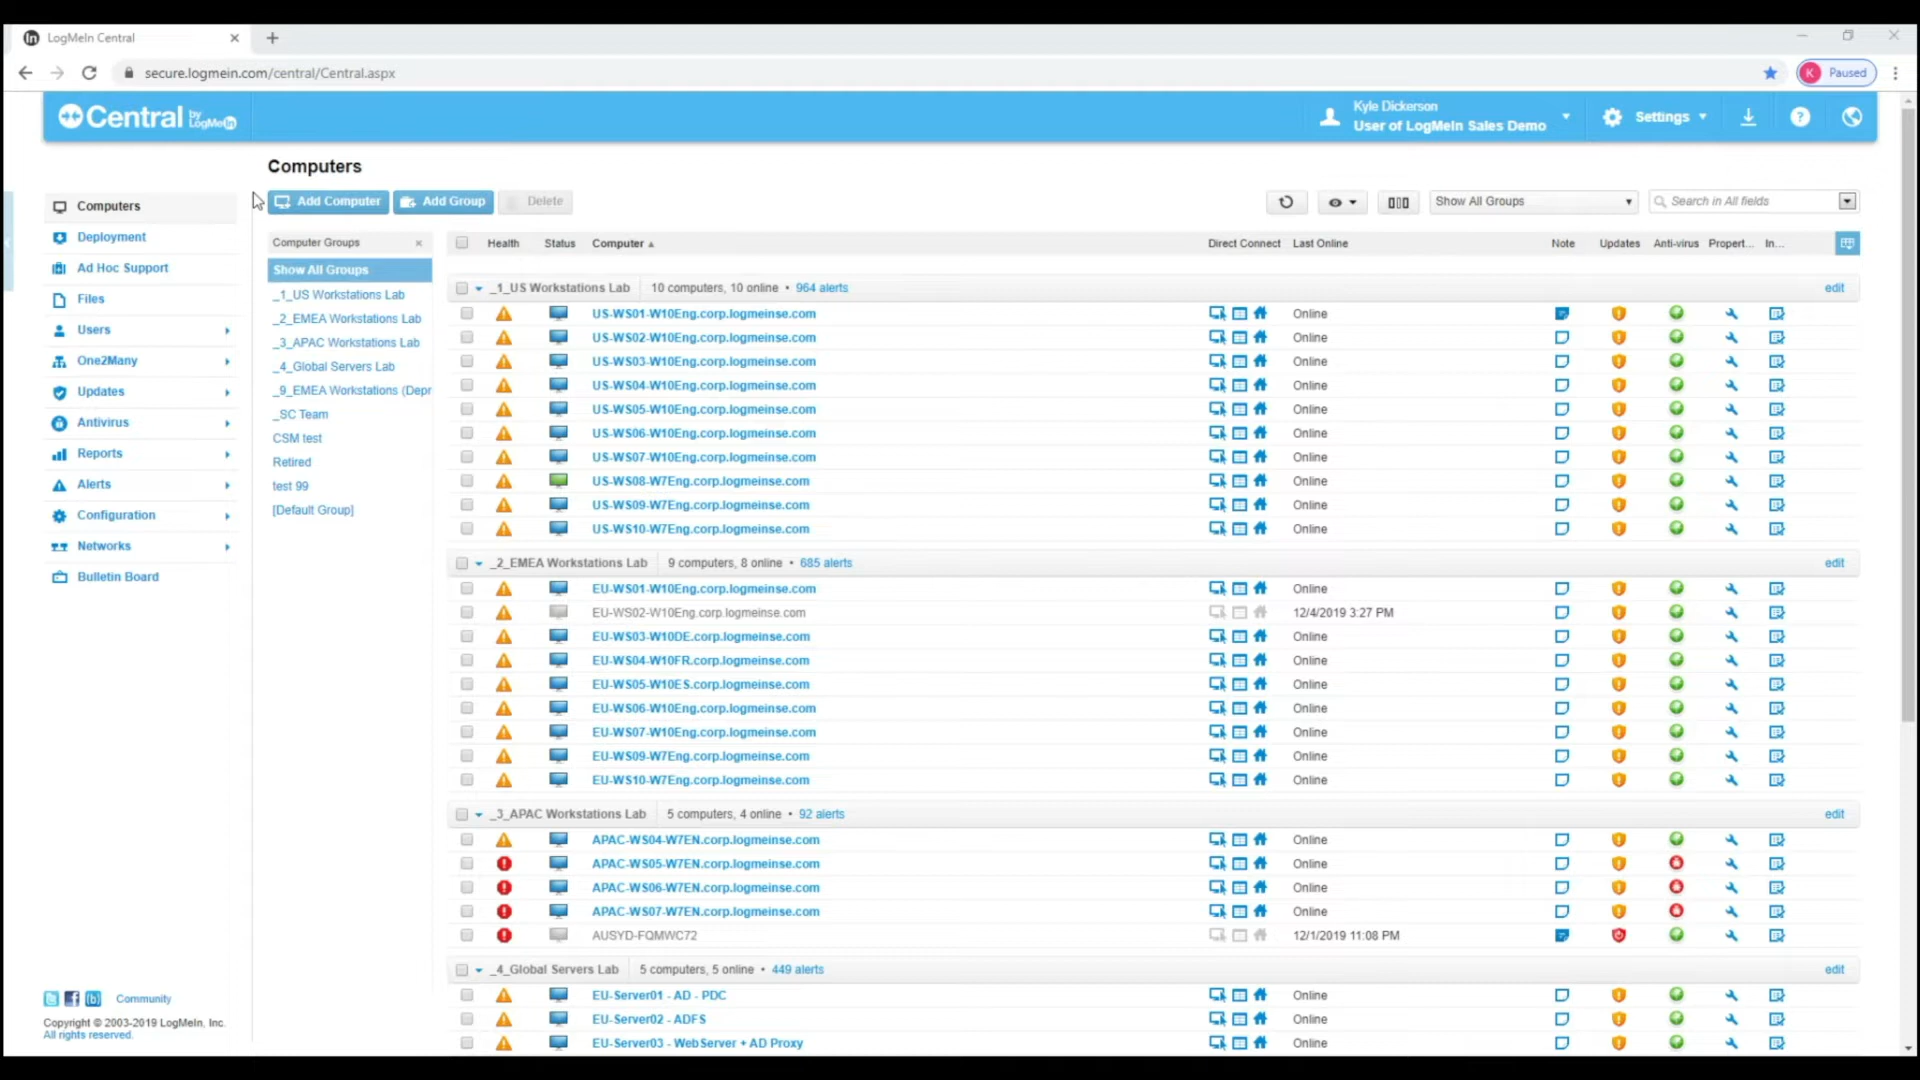 LogMeIn Central
secure.logmein.com/central/Central.aspx
K Paused
Central by LogMeIn
Kyle Dickerson
User of LogMeIn Sales Demo
Settings
Computers
Add Computer Add Group Delete
Show All Groups
Search in All fields
Computers
Deployment
Ad Hoc Support
Files
Users
One2Many
Updates
Antivirus
Reports
Alerts
Configuration
Networks
Bulletin Board
Computer Groups
Show All Groups
_1_US Workstations Lab
_2_EMEA Workstations Lab
_3_APAC Workstations Lab
_4_Global Servers Lab
_9_EMEA Workstations (Depr
_SC Team
CSM test
Retired
test 99
[Default Group]
Health Status Computer Direct Connect Last Online Note Updates Anti-virus Propert... In...
_1_US Workstations Lab 10 computers, 10 online • 964 alerts edit
US-WS01-W10Eng.corp.logmeinse.com Online
US-WS02-W10Eng.corp.logmeinse.com Online
US-WS03-W10Eng.corp.logmeinse.com Online
US-WS04-W10Eng.corp.logmeinse.com Online
US-WS05-W10Eng.corp.logmeinse.com Online
US-WS06-W10Eng.corp.logmeinse.com Online
US-WS07-W10Eng.corp.logmeinse.com Online
US-WS08-W7Eng.corp.logmeinse.com Online
US-WS09-W7Eng.corp.logmeinse.com Online
US-WS10-W7Eng.corp.logmeinse.com Online
_2_EMEA Workstations Lab 9 computers, 8 online • 685 alerts edit
EU-WS01-W10Eng.corp.logmeinse.com Online
EU-WS02-W10Eng.corp.logmeinse.com 12/4/2019 3:27 PM
EU-WS03-W10DE.corp.logmeinse.com Online
EU-WS04-W10FR.corp.logmeinse.com Online
EU-WS05-W10ES.corp.logmeinse.com Online
EU-WS06-W10Eng.corp.logmeinse.com Online
EU-WS07-W10Eng.corp.logmeinse.com Online
EU-WS09-W7Eng.corp.logmeinse.com Online
EU-WS10-W7Eng.corp.logmeinse.com Online
_3_APAC Workstations Lab 5 computers, 4 online • 92 alerts edit
APAC-WS04-W7EN.corp.logmeinse.com Online
APAC-WS05-W7EN.corp.logmeinse.com Online
APAC-WS06-W7EN.corp.logmeinse.com Online
APAC-WS07-W7EN.corp.logmeinse.com Online
AUSYD-FQMWC72 12/1/2019 11:08 PM
_4_Global Servers Lab 5 computers, 5 online • 449 alerts edit
EU-Server01 - AD - PDC Online
EU-Server02 - ADFS Online
EU-Server03 - WebServer + AD Proxy Online
Community
Copyright © 2003-2019 LogMeIn, Inc.
All rights reserved.